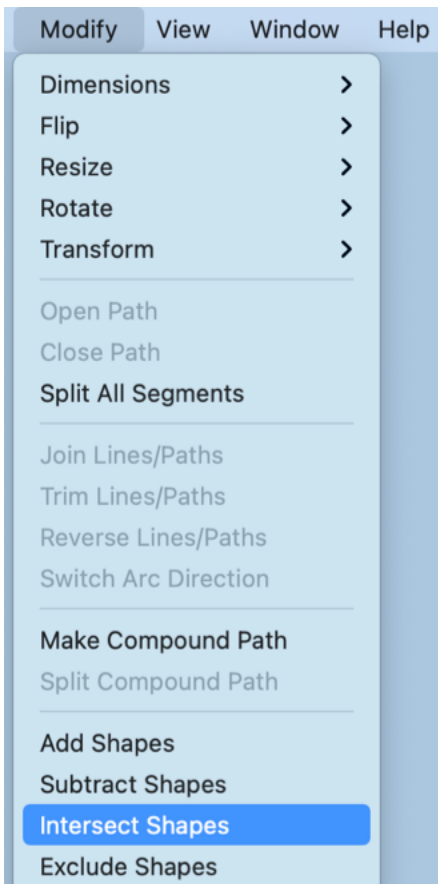 Modify View Window Help
Dimensions
Flip
Resize
Rotate
Transform
Open Path
Close Path
Split All Segments
Join Lines/Paths
Trim Lines/Paths
Reverse Lines/Paths
Switch Arc Direction
Make Compound Path
Split Compound Path
Add Shapes
Subtract Shapes
Intersect Shapes
Exclude Shapes